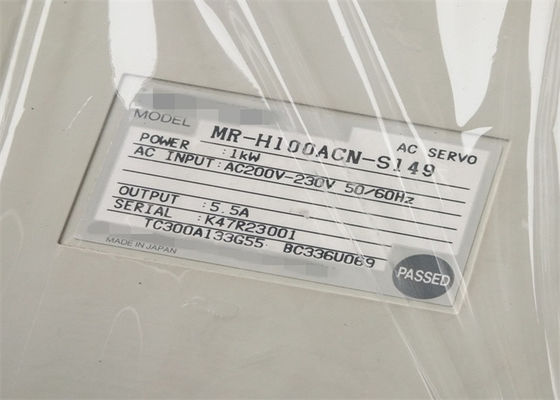 MODEL MR-H100ACN-S149 AC SERVO
POWER :1kW
AC INPUT:AC200V-230V 50/60Hz
OUTPUT :5.5A
SERIAL :K47R23001
TC300A133G55 BC336U069
MADE IN JAPAN
PASSED